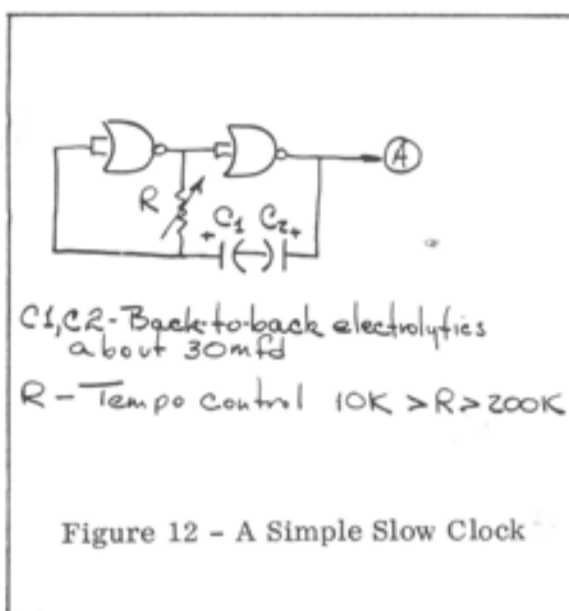 A
R
C1 C2
+ +
C1,C2-Back-to-back electrolytics
about 30mfd
R - Tempo control 10K > R > 200K
Figure 12 - A Simple Slow Clock